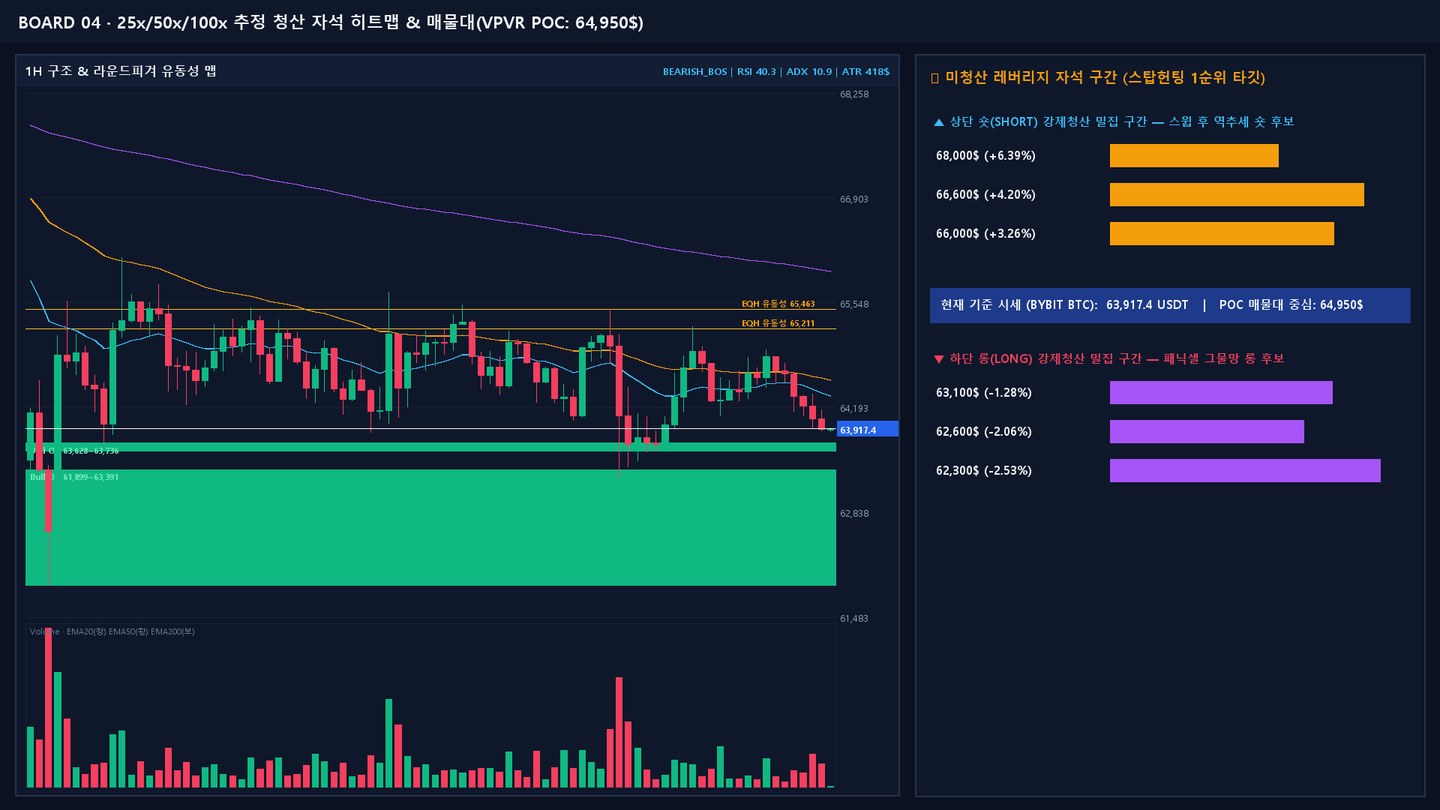 BOARD 04 · 25x/50x/100x 추정 청산 자석 히트맵 & 매물대(VPVR POC: 64,950$)
1H 구조 & 라운드피겨 유동성 맵
BEARISH_BOS | RSI 40.3 | ADX 10.9 | ATR 418$
68,258
66,903
65,548
64,193
62,838
61,483
EQH 유동성 65,463
EQH 유동성 65,211
63,917.4
63,628~63,736
61,899~63,391
EMA20(청) EMA50(황) EMA200(보)
미청산 레버리지 자석 구간 (스탑헌팅 1순위 타깃)
▲ 상단 숏(SHORT) 강제청산 밀집 구간 — 스윕 후 역추세 숏 후보
68,000$ (+6.39%)
66,600$ (+4.20%)
66,000$ (+3.26%)
현재 기준 시세 (BYBIT BTC): 63,917.4 USDT | POC 매물대 중심: 64,950$
▼ 하단 롱(LONG) 강제청산 밀집 구간 — 패닉셀 그물망 롱 후보
63,100$ (-1.28%)
62,600$ (-2.06%)
62,300$ (-2.53%)